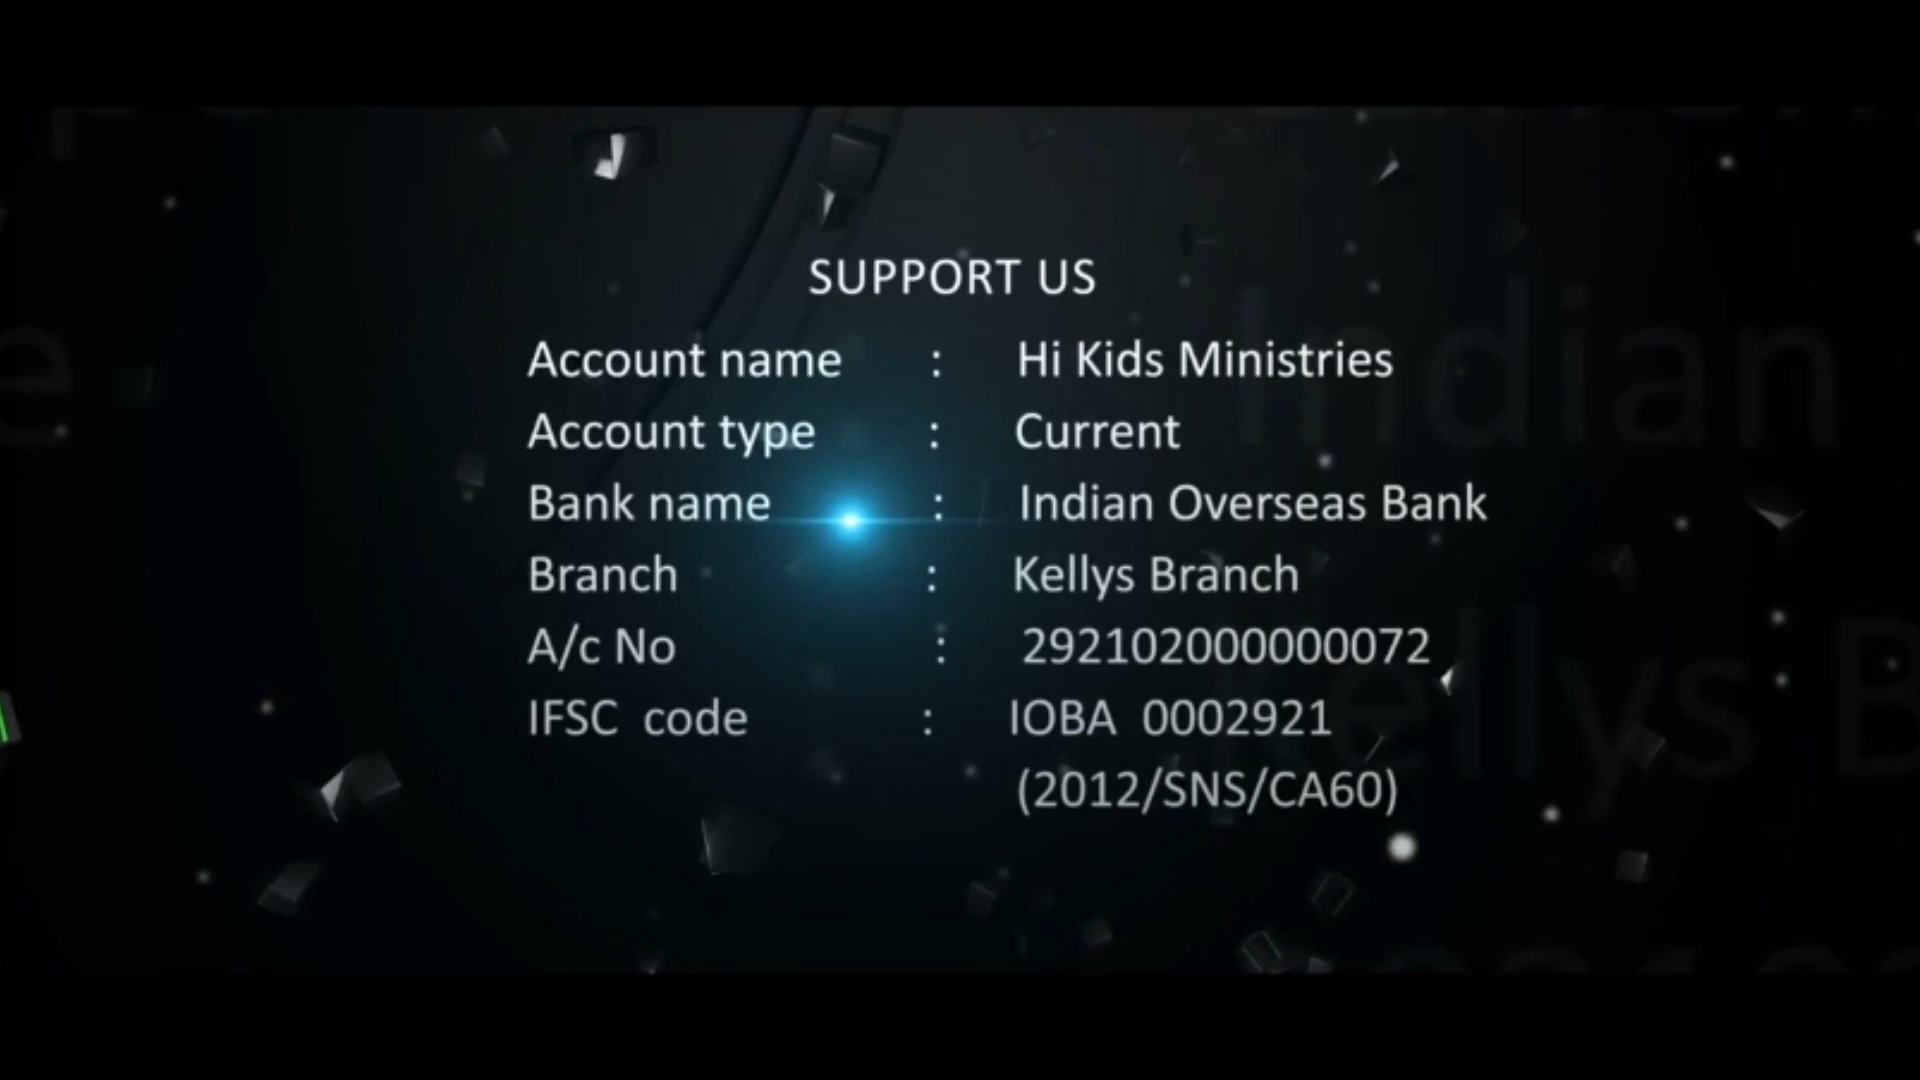 SUPPORT US
Account name : Hi Kids Ministries
Account type : Current
Bank name : Indian Overseas Bank
Branch : Kellys Branch
A/c No : 292102000000072
IFSC code : IOBA 0002921
(2012/SNS/CA60)